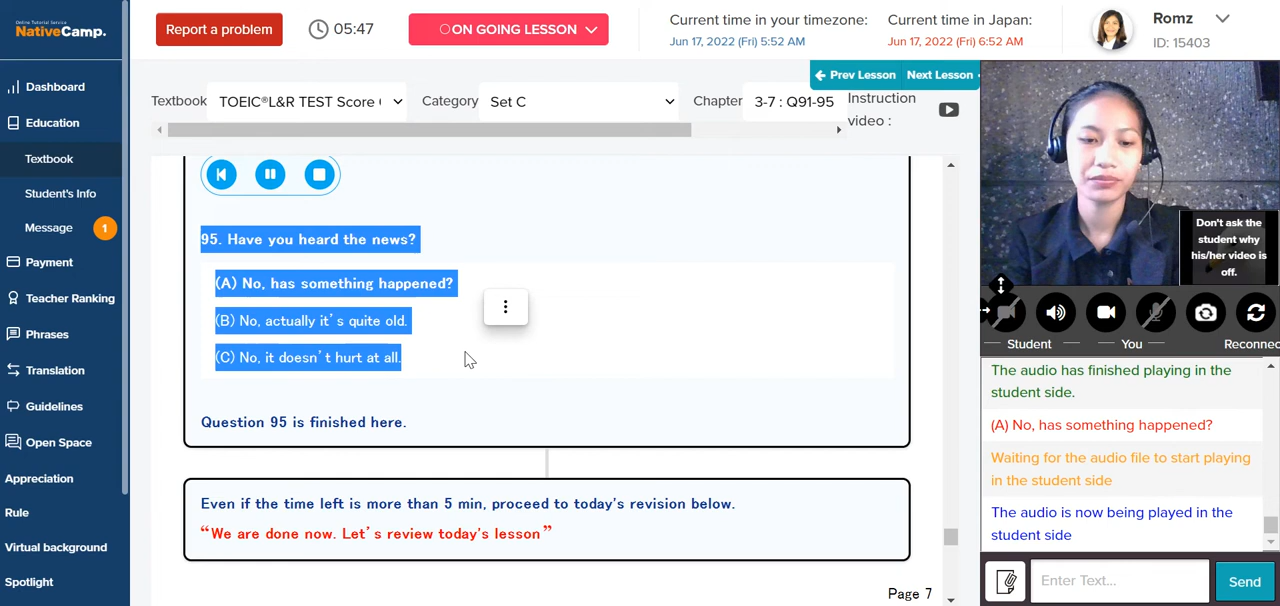 Online Tutorial Service
NativeCamp.
Report a problem
05:47
ON GOING LESSON
Current time in your timezone:
Jun 17, 2022 (Fri) 5:52 AM
Current time in Japan:
Jun 17, 2022 (Fri) 6:52 AM
Romz
ID: 15403
Dashboard
Education
Textbook
Student's Info
Message 1
Payment
Teacher Ranking
Phrases
Translation
Guidelines
Open Space
Appreciation
Rule
Virtual background
Spotlight
Prev Lesson
Next Lesson
Textbook
TOEIC®L&R TEST Score
Category
Set C
Chapter
3-7 : Q91-95
Instruction
video :
95. Have you heard the news?
(A) No, has something happened?
(B) No, actually it's quite old.
(C) No, it doesn't hurt at all.
Question 95 is finished here.
Even if the time left is more than 5 min, proceed to today's revision below.
“We are done now. Let's review today's lesson”
Page 7
Don't ask the
student why
his/her video is
off.
Student
You
Reconnec
The audio has finished playing in the
student side.
(A) No, has something happened?
Waiting for the audio file to start playing
in the student side
The audio is now being played in the
student side
Enter Text...
Send